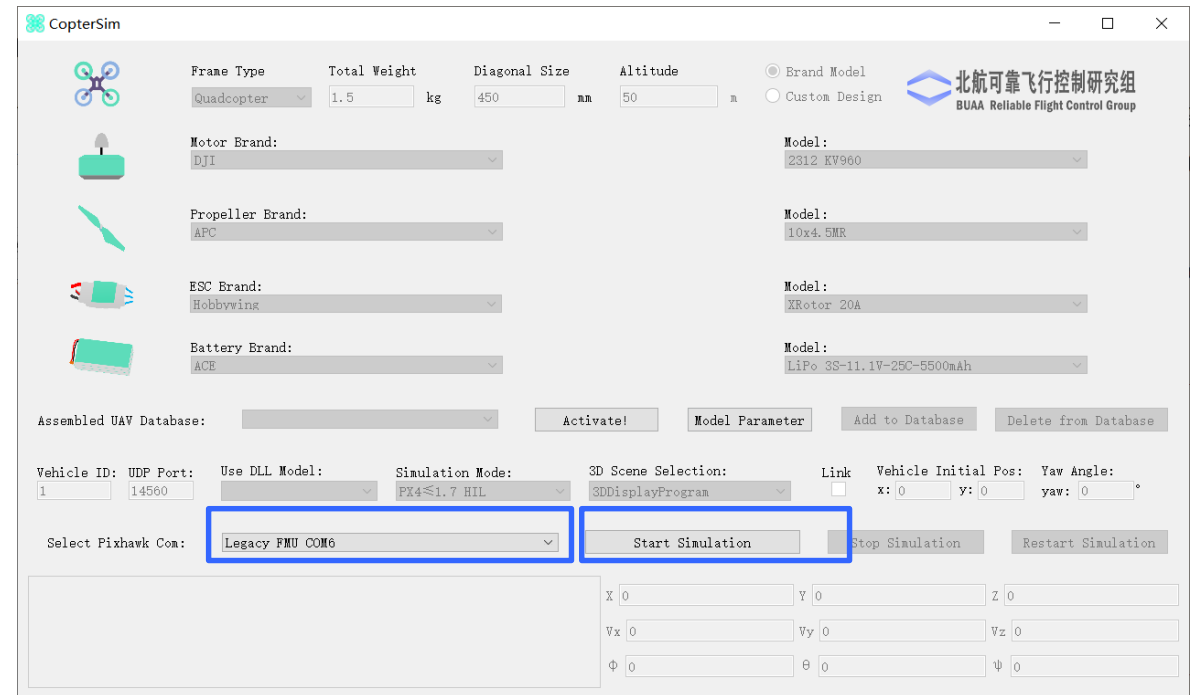 CopterSim
Frame Type Total Weight Diagonal Size Altitude Brand Model
Quadcopter 1.5 kg 450 mm 50 m Custom Design
北航可靠飞行控制研究组
BUAA Reliable Flight Control Group
Motor Brand: Model:
DJI 2312 KV960
Propeller Brand: Model:
APC 10x4.5MR
ESC Brand: Model:
Hobbywing XRotor 20A
Battery Brand: Model:
ACE LiPo 3S-11.1V-25C-5500mAh
Assembled UAV Database: Activate! Model Parameter Add to Database Delete from Database
Vehicle ID: UDP Port: Use DLL Model: Simulation Mode: 3D Scene Selection: Link Vehicle Initial Pos: Yaw Angle:
1 14560 PX4≤1.7 HIL 3DDisplayProgram x: 0 y: 0 yaw: 0 °
Select Pixhawk Com: Legacy FMU COM6 Start Simulation Stop Simulation Restart Simulation
X 0 Y 0 Z 0
Vx 0 Vy 0 Vz 0
Φ 0 θ 0 ψ 0